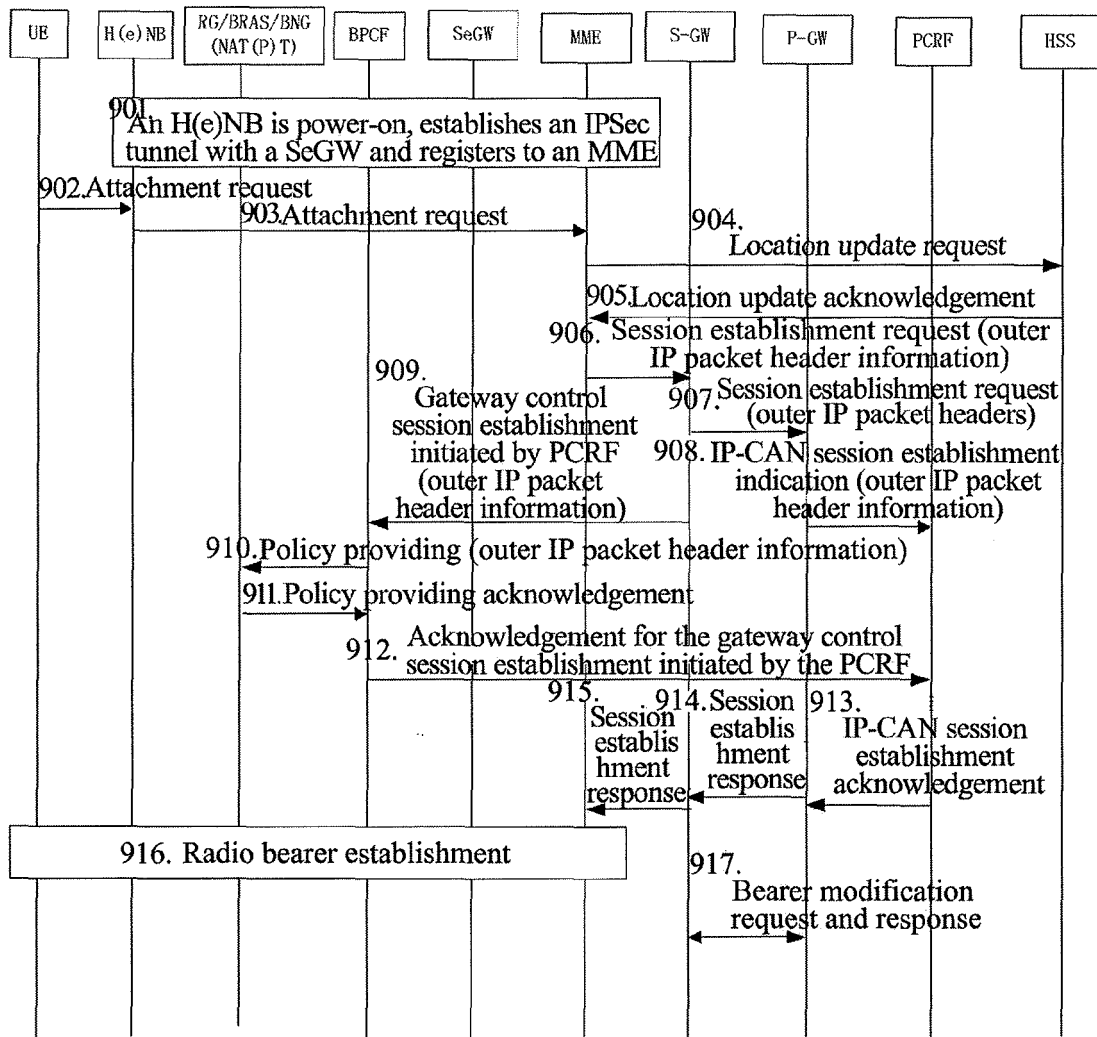 UE
H(e)NB
RG/BRAS/BNG
(NAT(P)T)
BPCF
SeGW
MME
S-GW
P-GW
PCRF
HSS
901.
An H(e)NB is power-on, establishes an IPSec
tunnel with a SeGW and registers to an MME
902.Attachment request
903.Attachment request
904.
Location update request
905.Location update acknowledgement
906. Session establishment request (outer
IP packet header information)
907. Session establishment request
(outer IP packet headers)
908. IP-CAN session establishment
indication (outer IP packet
header information)
909.
Gateway control
session establishment
initiated by PCRF
(outer IP packet
header information)
910.Policy providing (outer IP packet header information)
911.Policy providing acknowledgement
912. Acknowledgement for the gateway control
session establishment initiated by the PCRF
913.
IP-CAN session
establishment
acknowledgement
914.Session
establis
hment
response
915.
Session
establis
hment
response
916. Radio bearer establishment
917.
Bearer modification
request and response